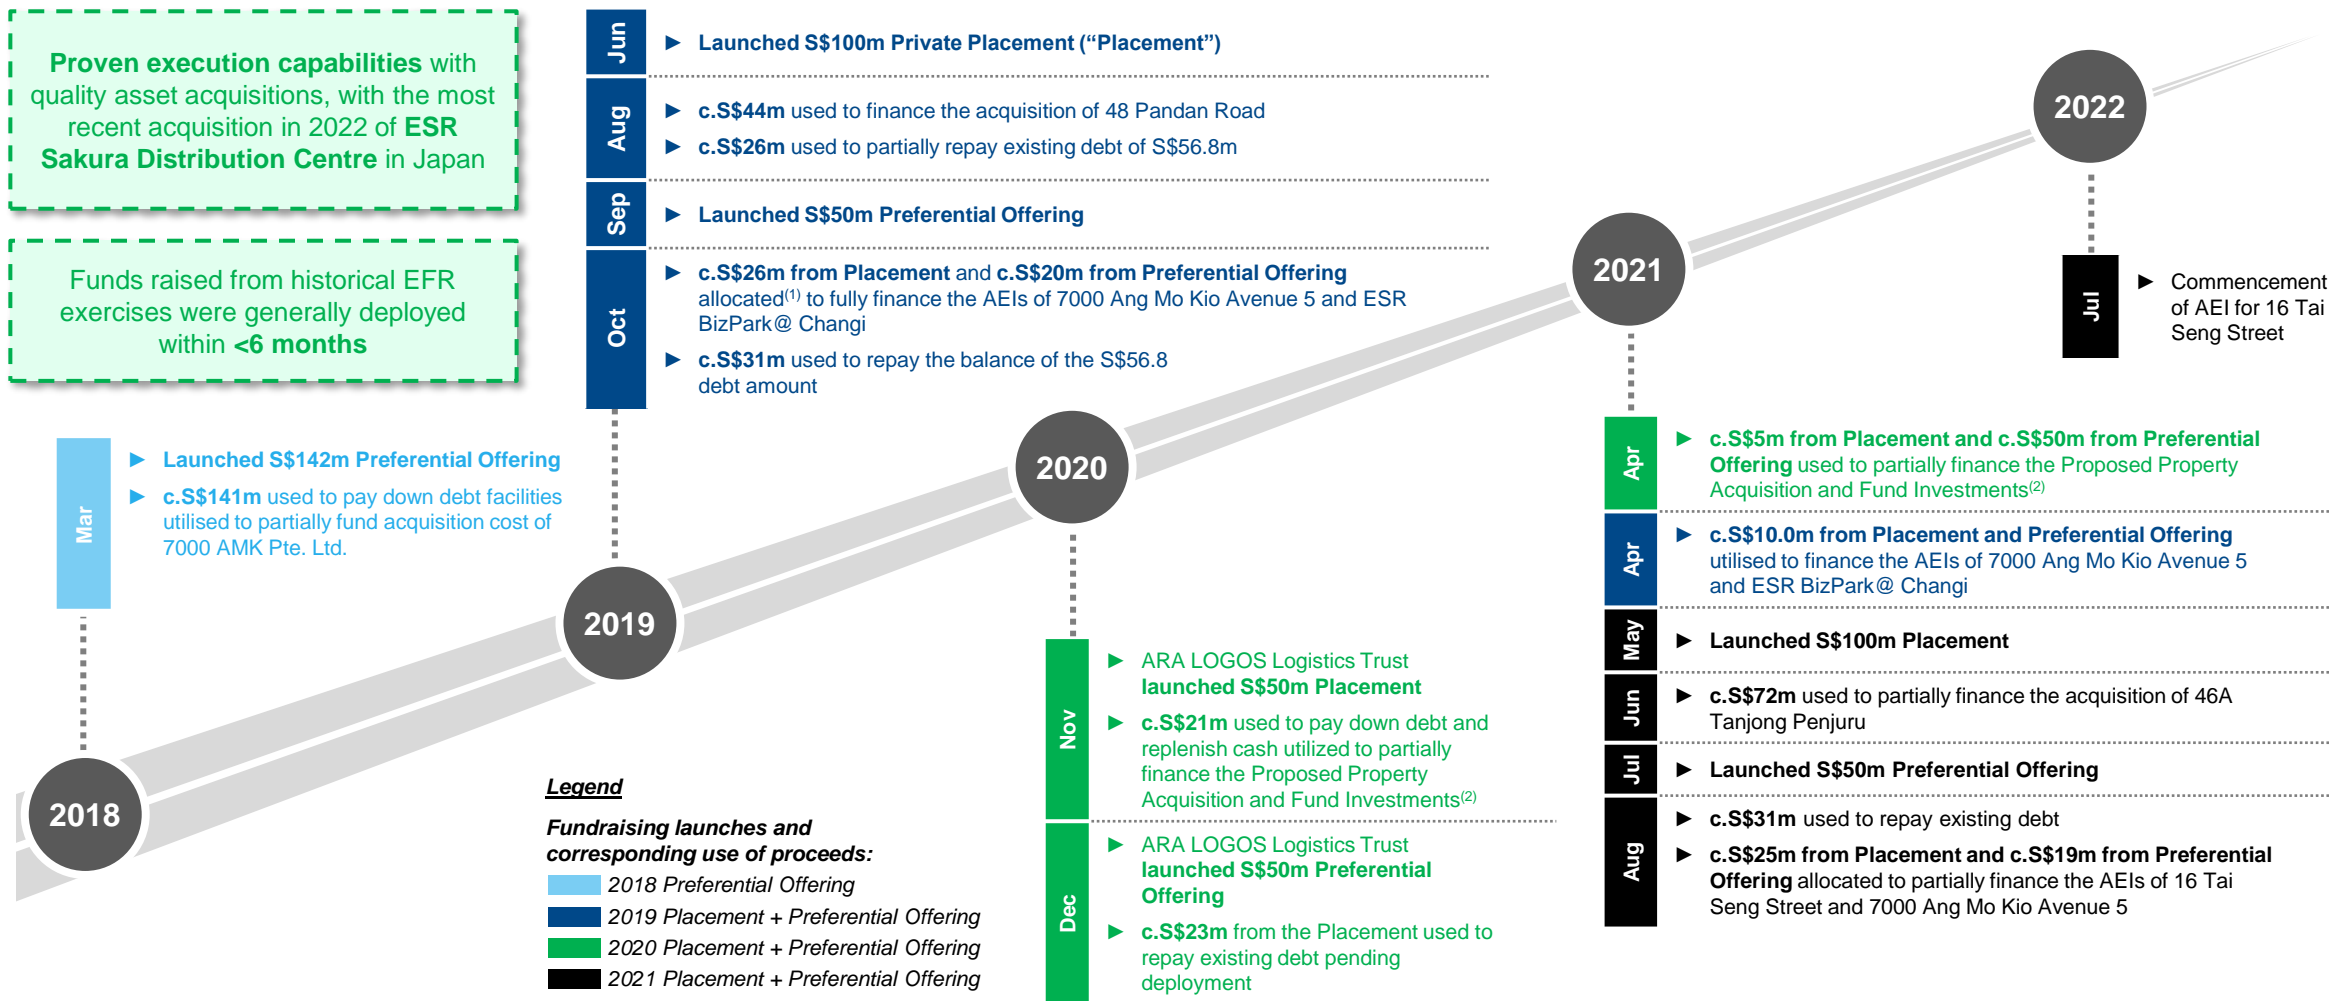 Proven execution capabilities with
quality asset acquisitions, with the most
recent acquisition in 2022 of ESR
Sakura Distribution Centre in Japan
Funds raised from historical EFR
exercises were generally deployed
within <6 months
Mar
► Launched S$142m Preferential Offering
► c.S$141m used to pay down debt facilities
utilised to partially fund acquisition cost of
7000 AMK Pte. Ltd.
2018
Jun
► Launched S$100m Private Placement (“Placement”)
Aug
► c.S$44m used to finance the acquisition of 48 Pandan Road
► c.S$26m used to partially repay existing debt of S$56.8m
Sep
► Launched S$50m Preferential Offering
Oct
► c.S$26m from Placement and c.S$20m from Preferential Offering
allocated(1) to fully finance the AEIs of 7000 Ang Mo Kio Avenue 5 and ESR
BizPark@ Changi
► c.S$31m used to repay the balance of the S$56.8
debt amount
2019
2020
Nov
► ARA LOGOS Logistics Trust
launched S$50m Placement
► c.S$21m used to pay down debt and
replenish cash utilized to partially
finance the Proposed Property
Acquisition and Fund Investments(2)
Dec
► ARA LOGOS Logistics Trust
launched S$50m Preferential
Offering
► c.S$23m from the Placement used to
repay existing debt pending
deployment
2021
Apr
► c.S$5m from Placement and c.S$50m from Preferential
Offering used to partially finance the Proposed Property
Acquisition and Fund Investments(2)
Apr
► c.S$10.0m from Placement and Preferential Offering
utilised to finance the AEIs of 7000 Ang Mo Kio Avenue 5
and ESR BizPark@ Changi
May
► Launched S$100m Placement
Jun
► c.S$72m used to partially finance the acquisition of 46A
Tanjong Penjuru
Jul
► Launched S$50m Preferential Offering
Aug
► c.S$31m used to repay existing debt
► c.S$25m from Placement and c.S$19m from Preferential
Offering allocated to partially finance the AEIs of 16 Tai
Seng Street and 7000 Ang Mo Kio Avenue 5
2022
Jul
► Commencement
of AEI for 16 Tai
Seng Street
Legend
Fundraising launches and
corresponding use of proceeds:
2018 Preferential Offering
2019 Placement + Preferential Offering
2020 Placement + Preferential Offering
2021 Placement + Preferential Offering